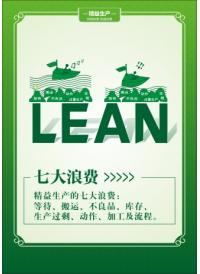 精益生产
LEAN
七大浪费 >>>>>
精益生产的七大浪费：
等待、搬运、不良品、库存、
生产过剩、动作、加工及流程。